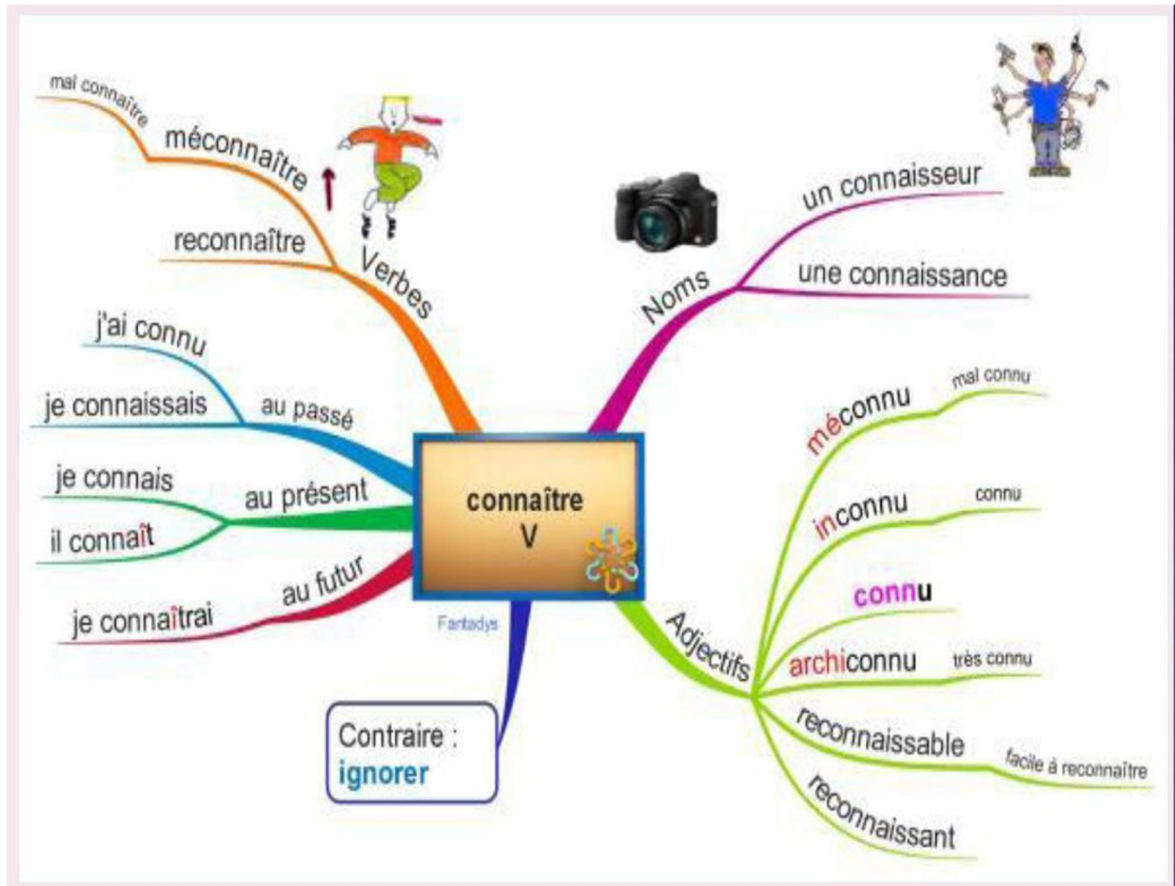 mal connaître
méconnaître
reconnaître
Verbes
j'ai connu
je connaissais
au passé
je connais
il connaît
au présent
je connaîtrai
au futur
connaître
V
Fantadys
Contraire :
ignorer
Noms
un connaisseur
une connaissance
Adjectifs
méconnu
mal connu
inconnu
connu
connu
archiconnu
très connu
reconnaissable
facile à reconnaître
reconnaissant